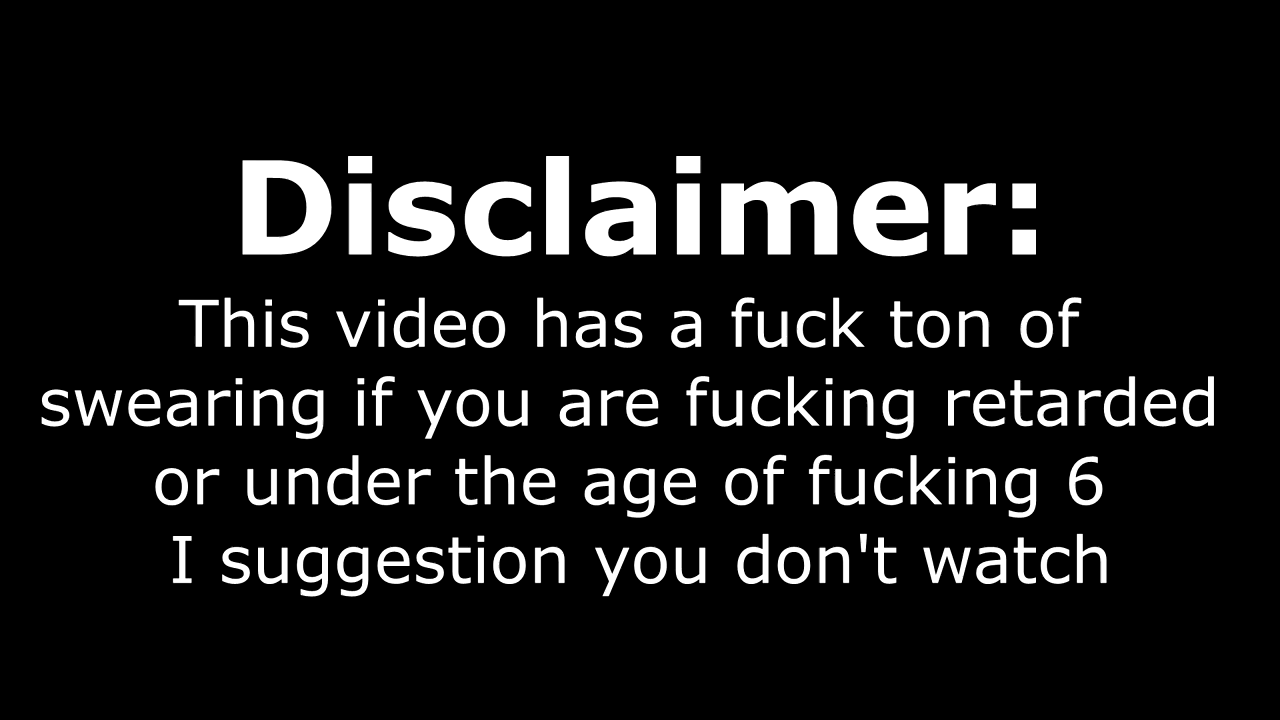 Disclaimer:
This video has a fuck ton of
swearing if you are fucking retarded
or under the age of fucking 6
I suggestion you don't watch